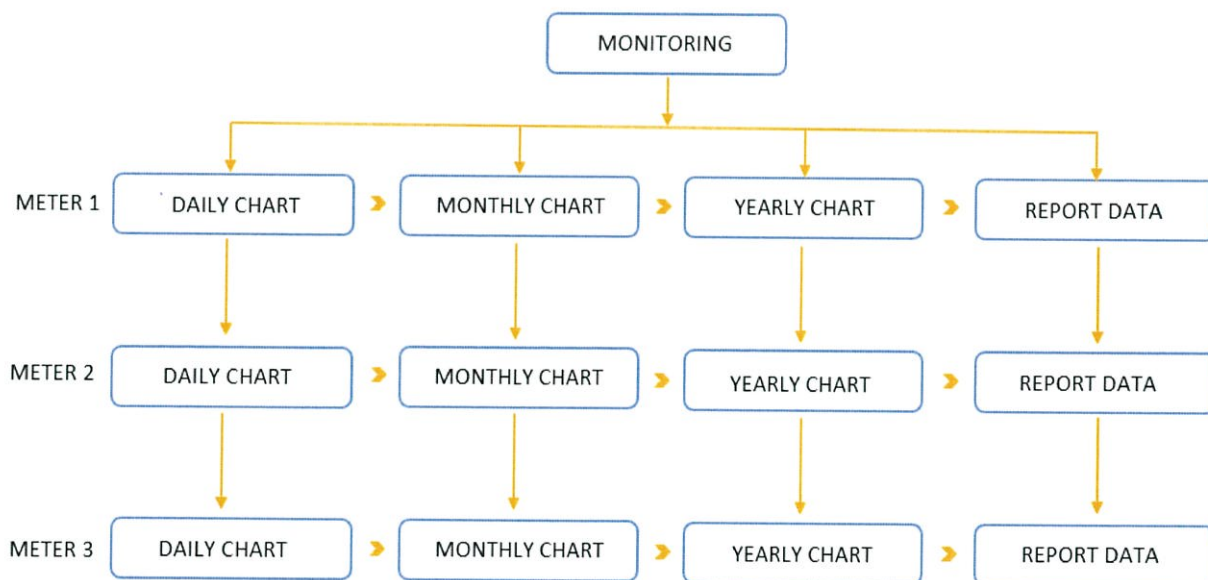 MONITORING
METER 1 DAILY CHART MONTHLY CHART YEARLY CHART REPORT DATA
METER 2 DAILY CHART MONTHLY CHART YEARLY CHART REPORT DATA
METER 3 DAILY CHART MONTHLY CHART YEARLY CHART REPORT DATA